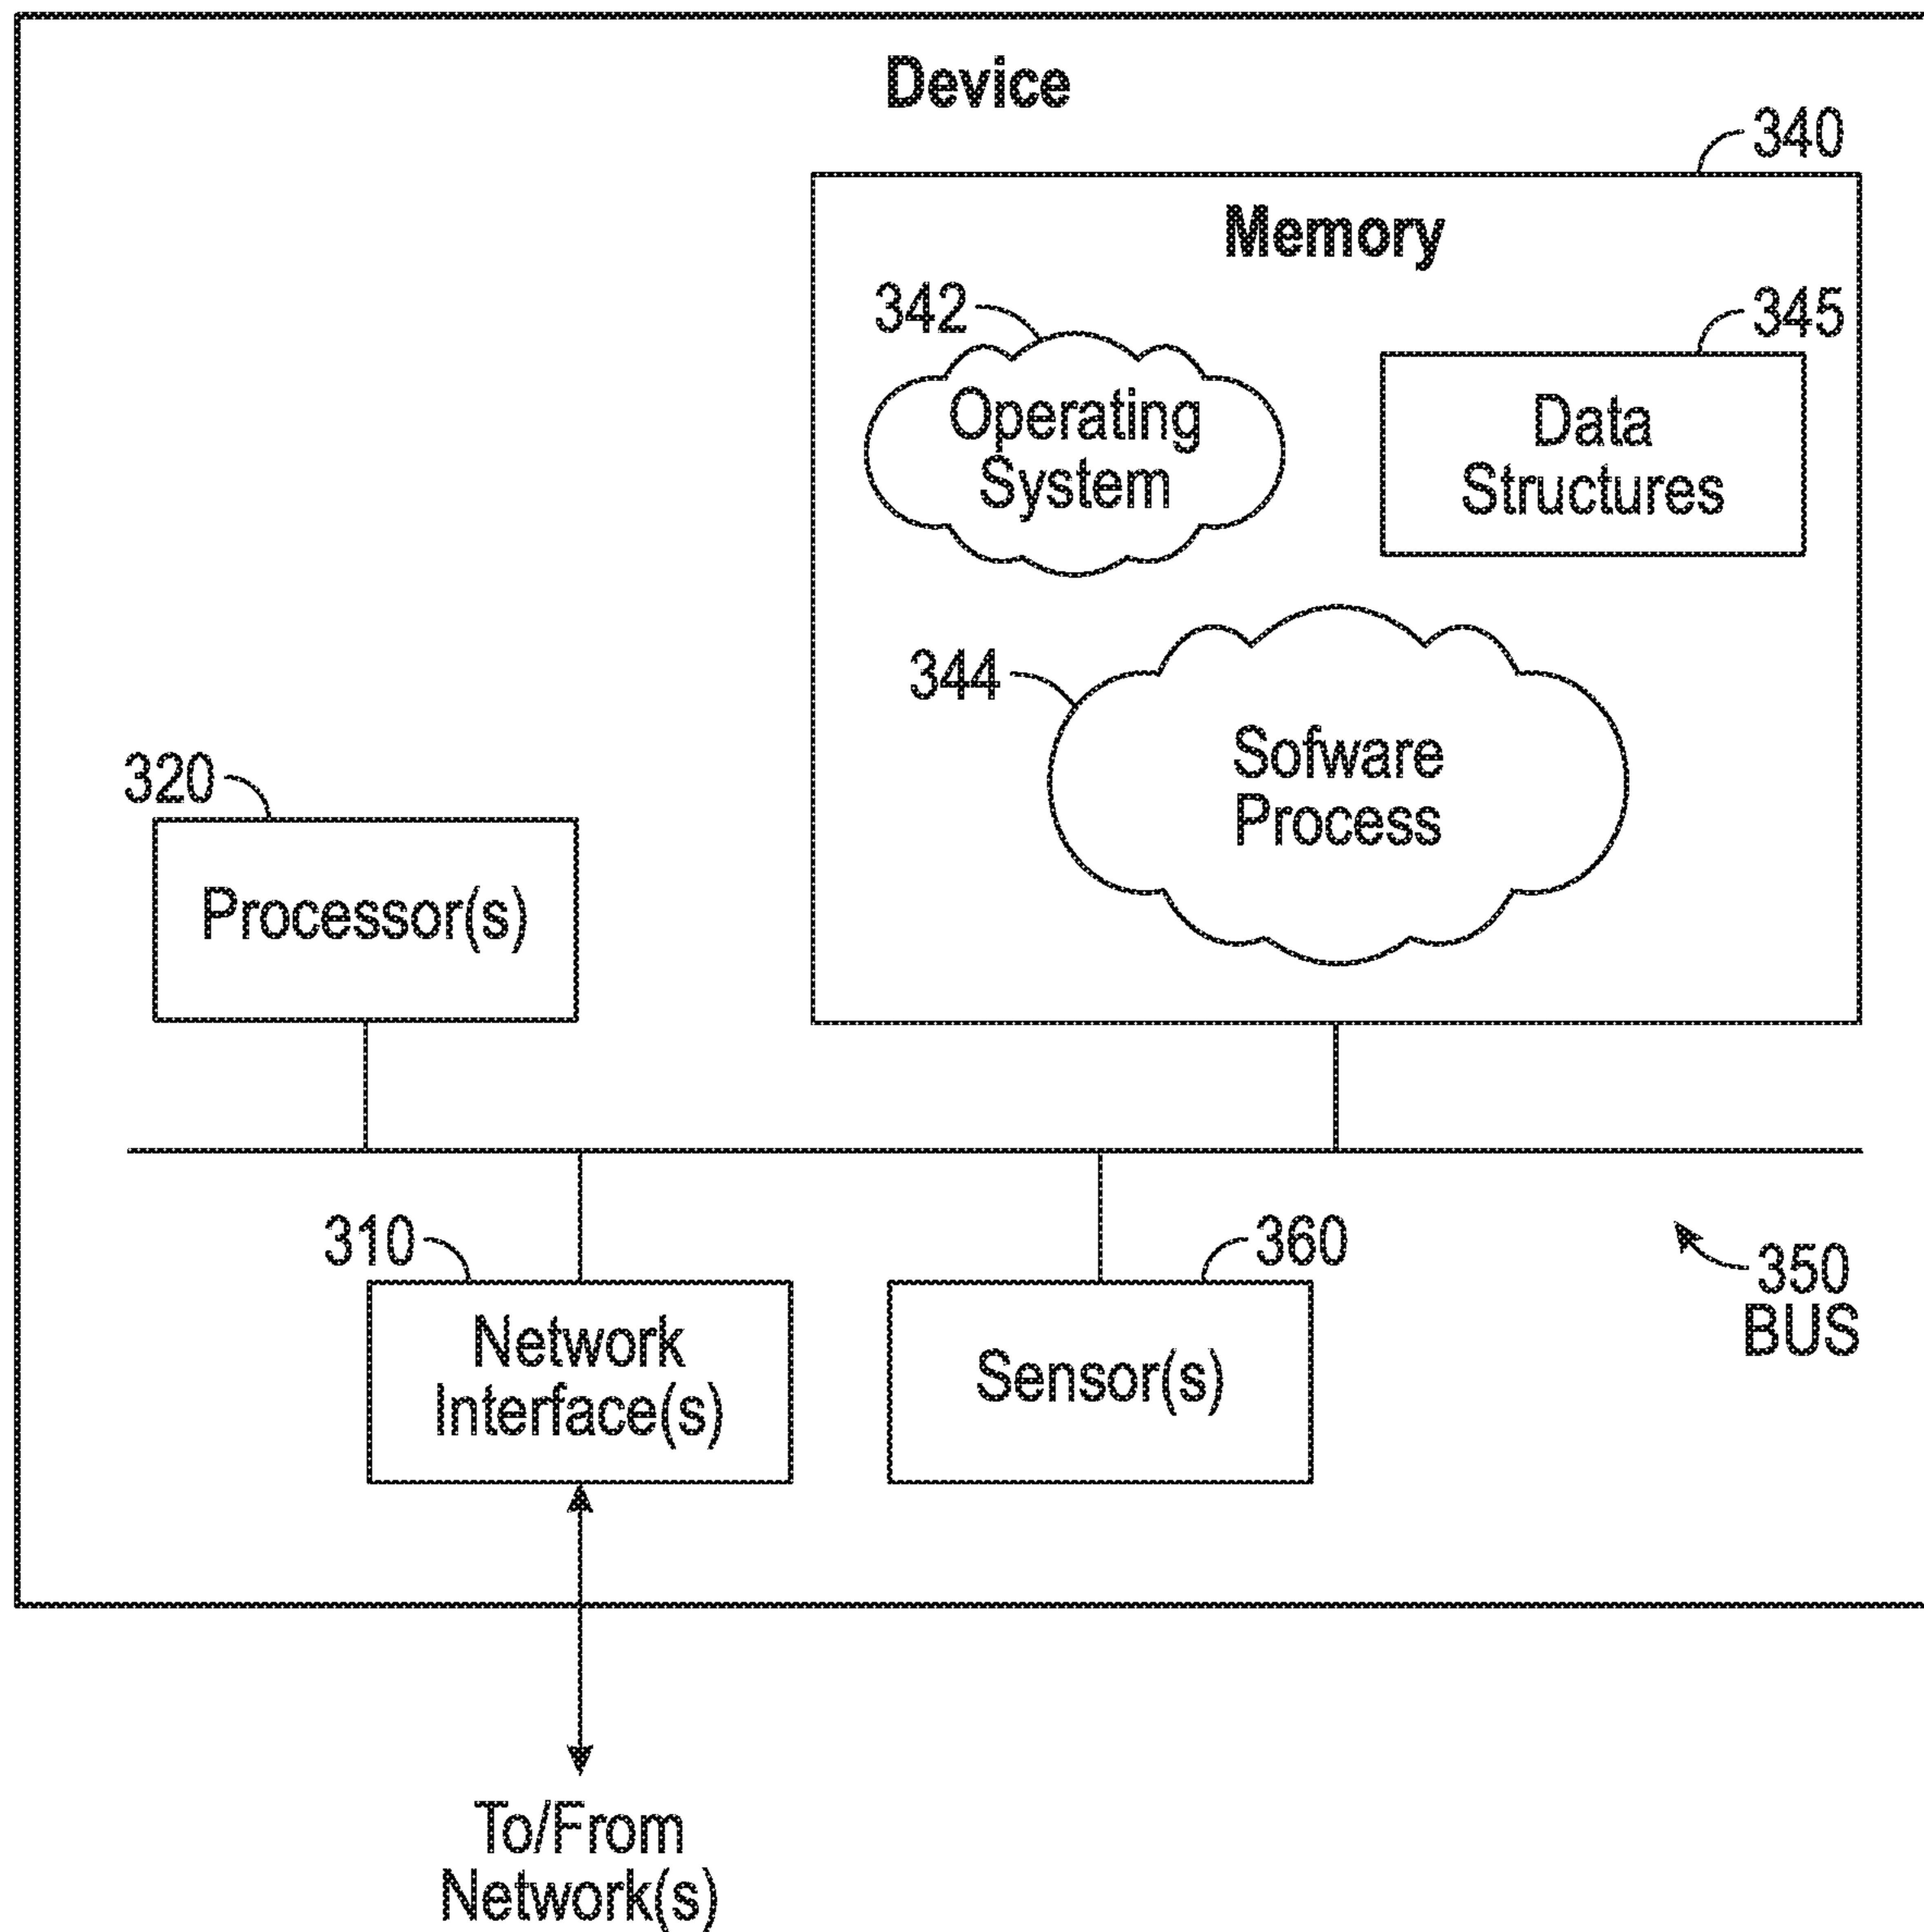 Device
340
Memory
342
345
Operating
System
Data
Structures
344
Sofware
Process
320
Processor(s)
310
360
350
BUS
Network
Interface(s)
Sensor(s)
To/From
Network(s)